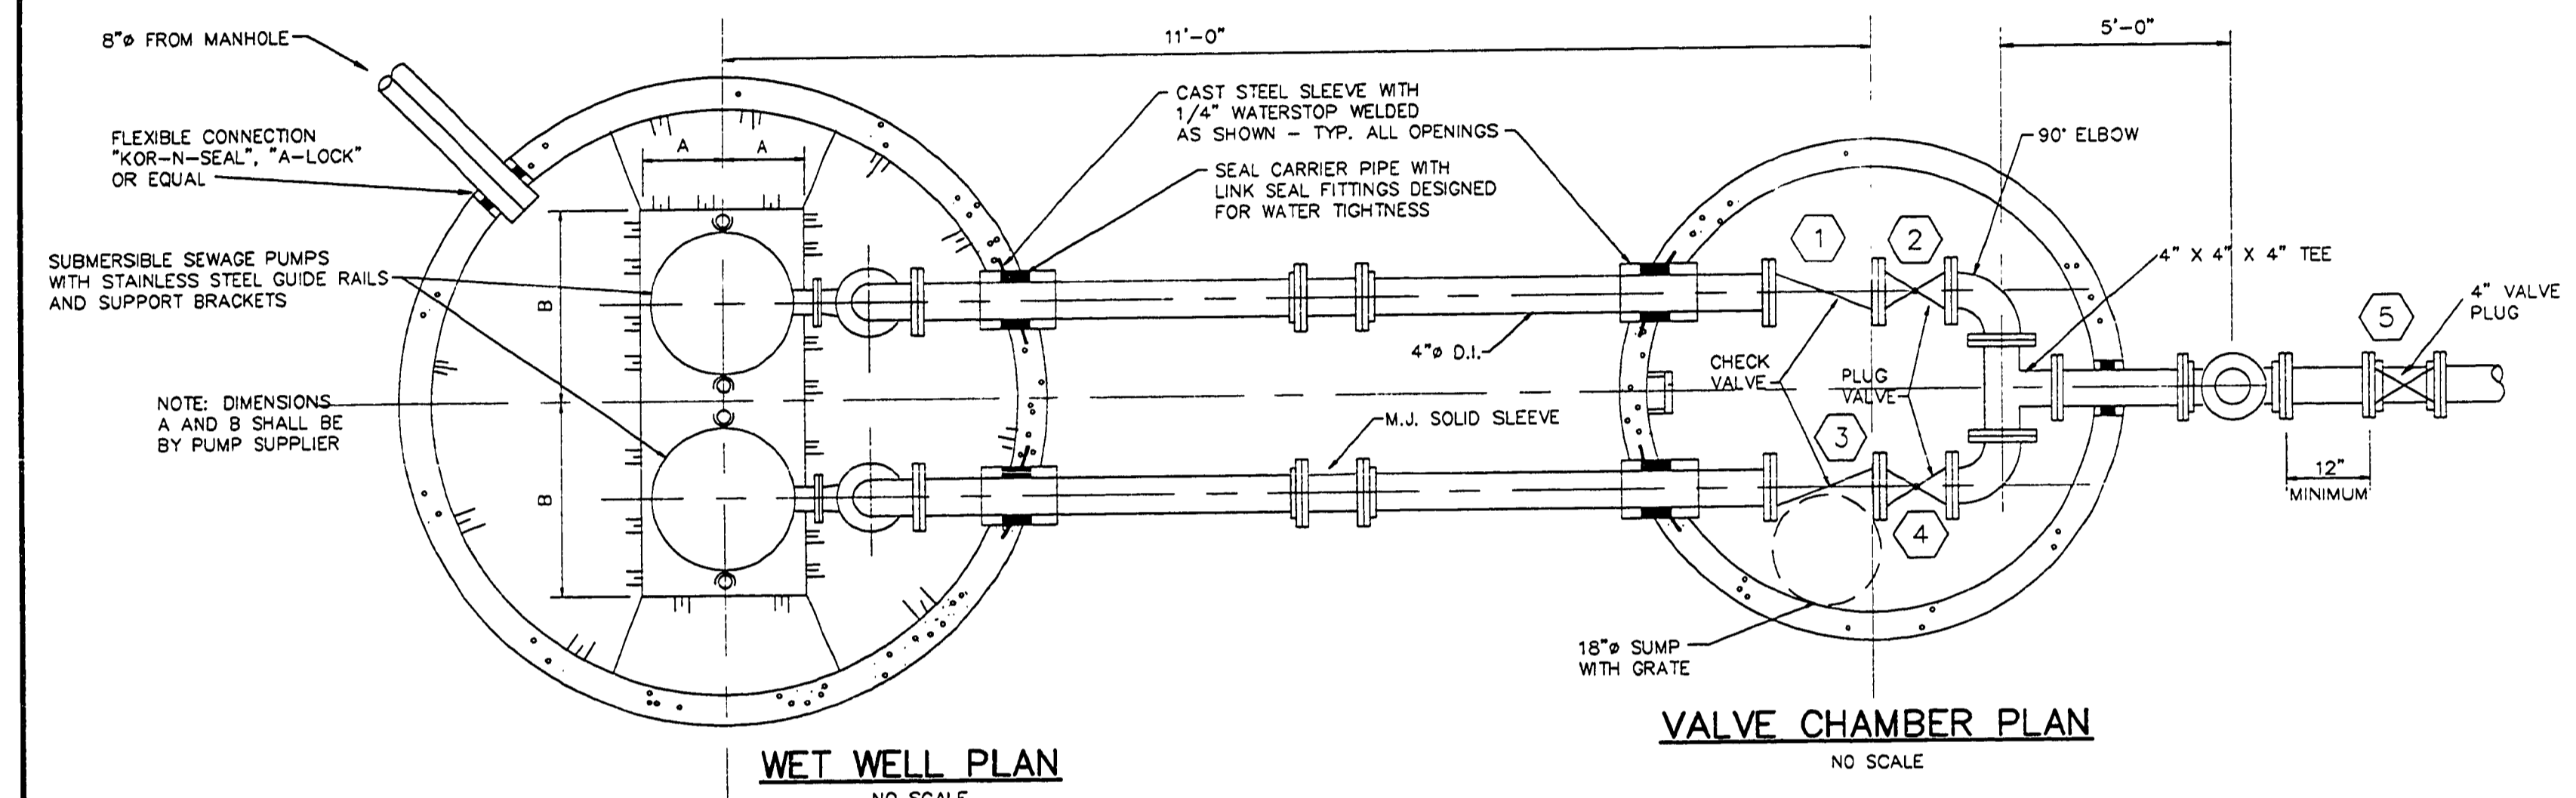 8"ø FROM MANHOLE
11'-0"
5'-0"
CAST STEEL SLEEVE WITH
1/4" WATERSTOP WELDED
AS SHOWN - TYP. ALL OPENINGS
FLEXIBLE CONNECTION
"KOR-N-SEAL", "A-LOCK"
OR EQUAL
A
A
90° ELBOW
SEAL CARRIER PIPE WITH
LINK SEAL FITTINGS DESIGNED
FOR WATER TIGHTNESS
1
2
SUBMERSIBLE SEWAGE PUMPS
WITH STAINLESS STEEL GUIDE RAILS
AND SUPPORT BRACKETS
B
4" X 4" X 4" TEE
5
4" VALVE
PLUG
4"ø D.I.
CHECK
VALVE
PLUG
VALVE
NOTE: DIMENSIONS
A AND B SHALL BE
BY PUMP SUPPLIER
M.J. SOLID SLEEVE
3
B
4
12"
MINIMUM
18"ø SUMP
WITH GRATE
WET WELL PLAN
NO SCALE
VALVE CHAMBER PLAN
NO SCALE